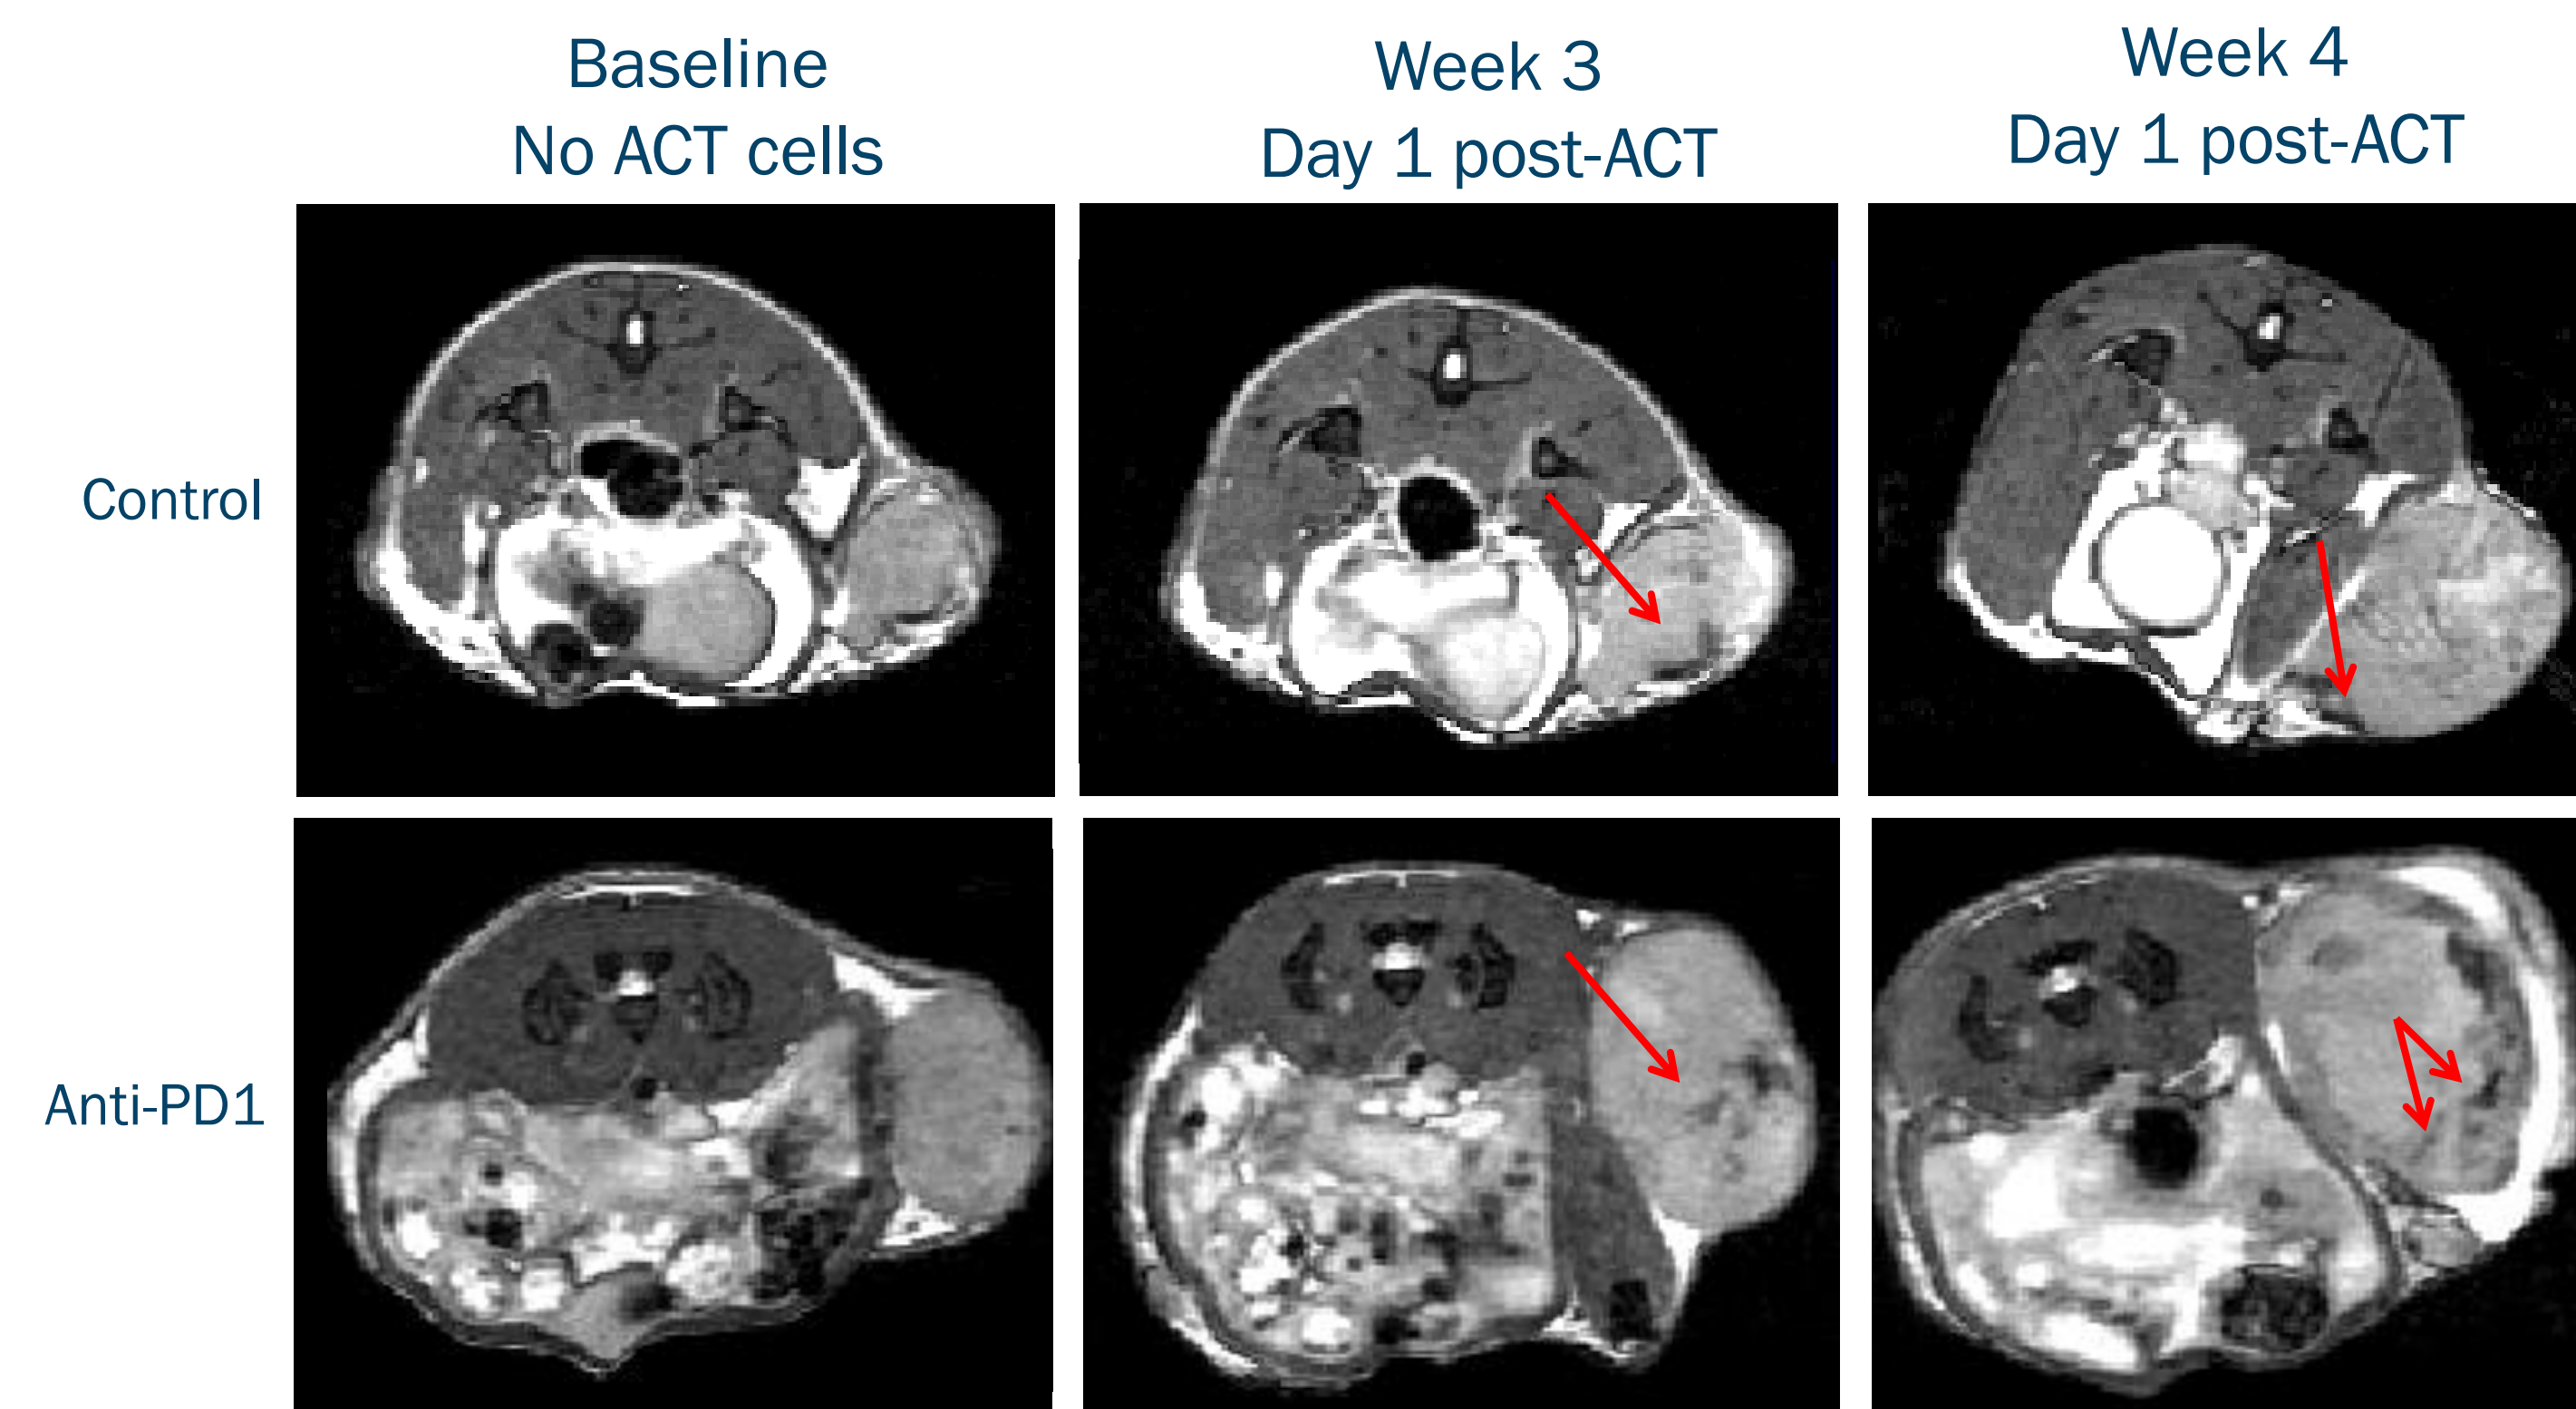 Baseline
No ACT cells
Week 3
Day 1 post-ACT
Week 4
Day 1 post-ACT
Control
Anti-PD1